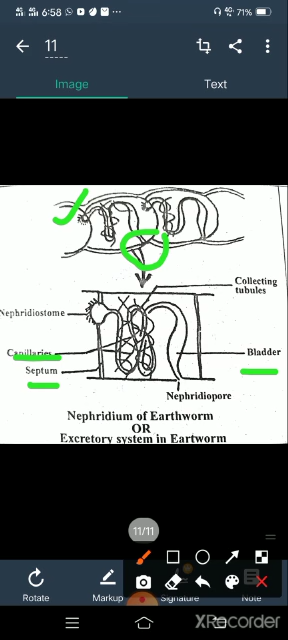 6:58
4G 71%
11
Image Text
Collecting
tubules
Nephridiostome
Capillaries
Bladder
Septum
Nephridiopore
Nephridium of Earthworm
OR
Excretory system in Eartworm
11/11
Rotate Markup Signature Note
XRecorder